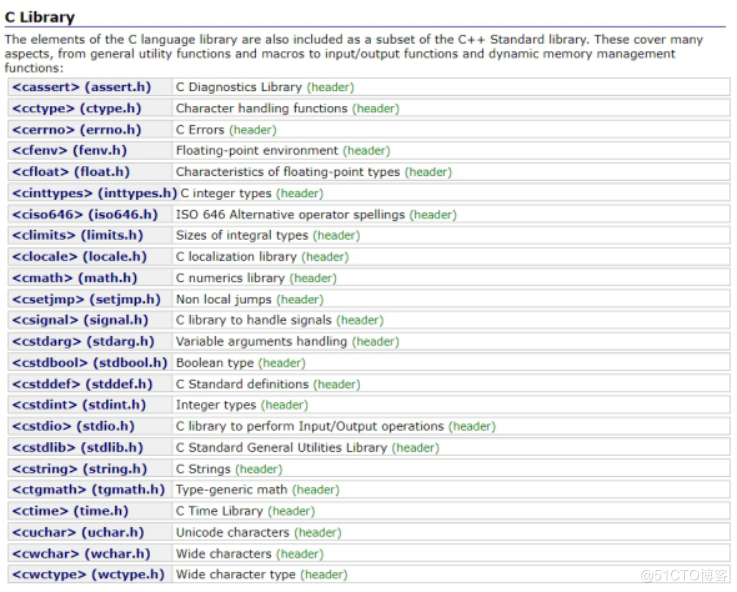 C Library
The elements of the C language library are also included as a subset of the C++ Standard library. These cover many
aspects, from general utility functions and macros to input/output functions and dynamic memory management
functions:
<cassert> (assert.h) C Diagnostics Library (header)
<cctype> (ctype.h) Character handling functions (header)
<cerrno> (errno.h) C Errors (header)
<cfenv> (fenv.h) Floating-point environment (header)
<cfloat> (float.h) Characteristics of floating-point types (header)
<cinttypes> (inttypes.h) C integer types (header)
<ciso646> (iso646.h) ISO 646 Alternative operator spellings (header)
<climits> (limits.h) Sizes of integral types (header)
<clocale> (locale.h) C localization library (header)
<cmath> (math.h) C numerics library (header)
<csetjmp> (setjmp.h) Non local jumps (header)
<csignal> (signal.h) C library to handle signals (header)
<cstdarg> (stdarg.h) Variable arguments handling (header)
<cstdbool> (stdbool.h) Boolean type (header)
<cstddef> (stddef.h) C Standard definitions (header)
<cstdint> (stdint.h) Integer types (header)
<cstdio> (stdio.h) C library to perform Input/Output operations (header)
<cstdlib> (stdlib.h) C Standard General Utilities Library (header)
<cstring> (string.h) C Strings (header)
<ctgmath> (tgmath.h) Type-generic math (header)
<ctime> (time.h) C Time Library (header)
<cuchar> (uchar.h) Unicode characters (header)
<cwchar> (wchar.h) Wide characters (header)
<cwctype> (wctype.h) Wide character type (header)
@51CTO博客